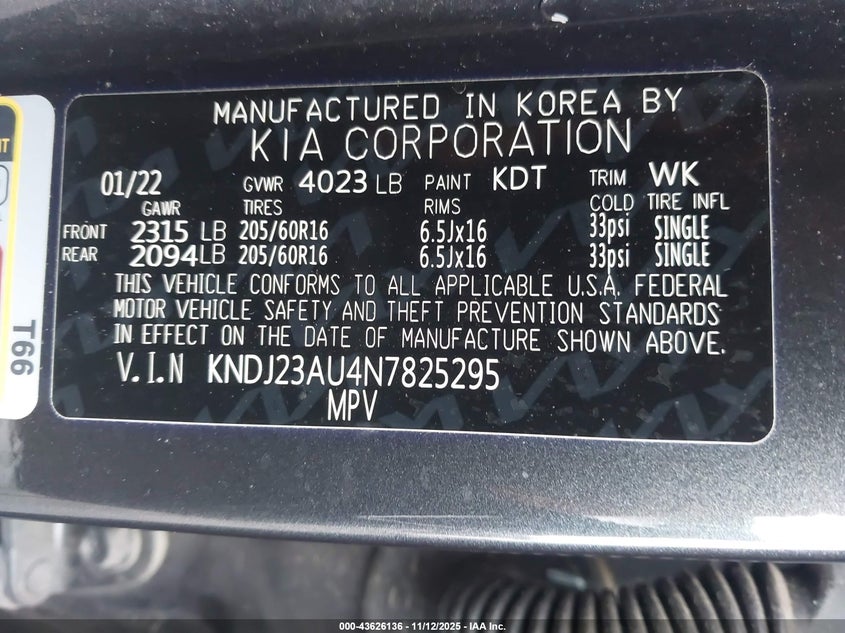 MANUFACTURED IN KOREA BY
KIA CORPORATION
01/22 GVWR 4023 LB PAINT KDT TRIM WK
GAWR TIRES RIMS COLD TIRE INFL
FRONT 2315 LB 205/60R16 6.5Jx16 33psi SINGLE
REAR 2094 LB 205/60R16 6.5Jx16 33psi SINGLE
THIS VEHICLE CONFORMS TO ALL APPLICABLE U.S.A. FEDERAL
MOTOR VEHICLE SAFETY AND THEFT PREVENTION STANDARDS
IN EFFECT ON THE DATE OF MANUFACTURE SHOWN ABOVE.
V.I.N KNDJ23AU4N7825295
MPV
T66
000-43626136 - 11/12/2025 - IAA Inc.